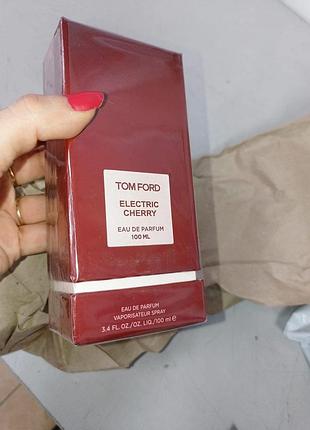 TOM FORD
ELECTRIC
CHERRY
EAU DE PARFUM
100 ML
EAU DE PARFUM
VAPORISATEUR SPRAY
3.4 FL.OZ./OZ. LIQ./100 ml ℮